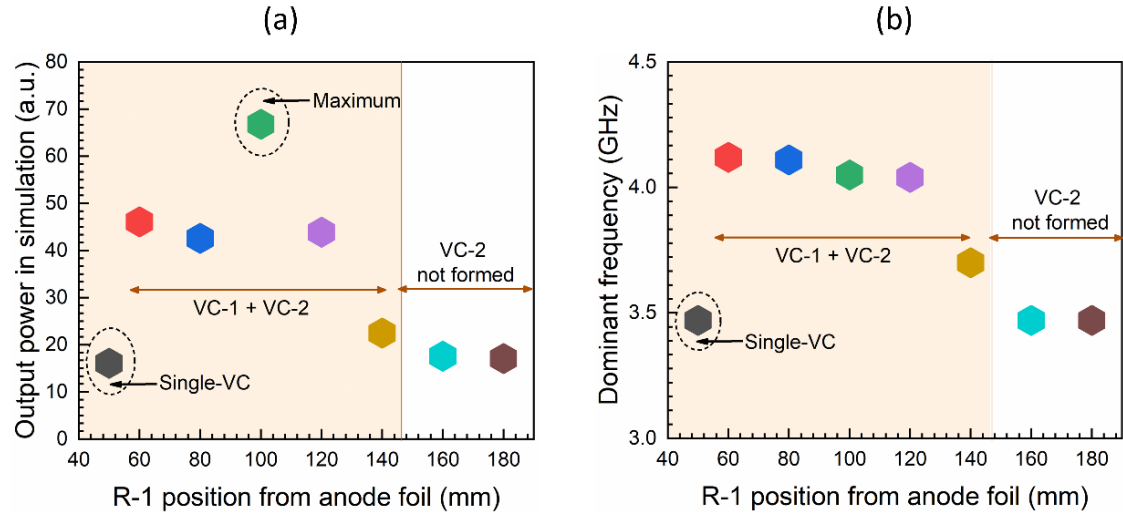 (a)
Output power in simulation (a.u.)
80
70
60
50
40
30
20
10
0
Maximum
VC-2
not formed
VC-1 + VC-2
Single-VC
40 60 80 100 120 140 160 180
R-1 position from anode foil (mm)
(b)
Dominant frequency (GHz)
4.5
4.0
3.5
3.0
VC-2
not formed
VC-1 + VC-2
Single-VC
40 60 80 100 120 140 160 180
R-1 position from anode foil (mm)